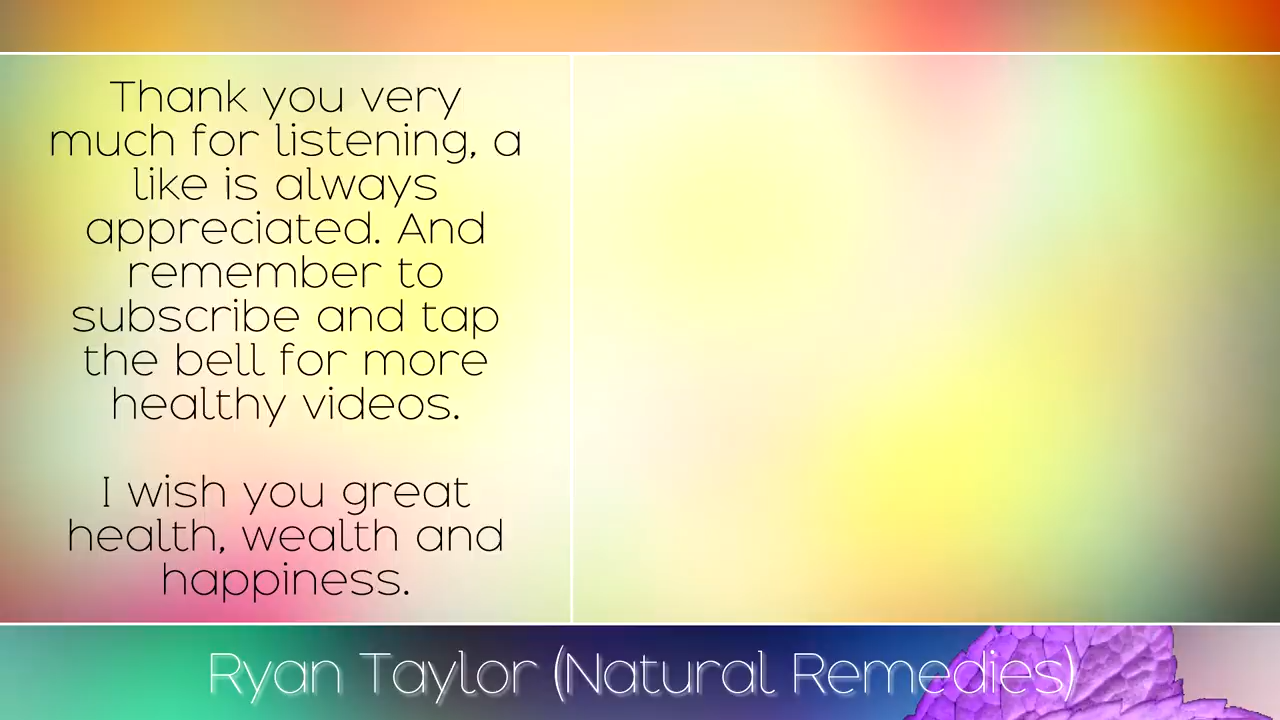 Thank you very
much for listening, a
like is always
appreciated. And
remember to
subscribe and tap
the bell for more
healthy videos.
I wish you great
health, wealth and
happiness.
Ryan Taylor (Natural Remedies)